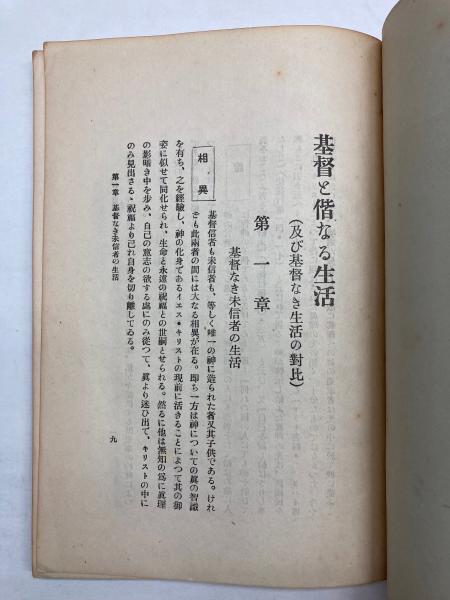 基督と偕なる生活
(及び基督なき生活の對比)
第一章
基督なき未信者の生活
相異
基督信者も未信者も、等しく唯一の神に造られた者又其子供である。けれ
ども此兩者の間には大なる相異が在る。卽ち一方は神についての眞の智識
を有ち、之を經驗し、神の化身であるイエス・キリストの現前に活きることによつて其の御
姿に似せて同化せられ、生命と永遠の祝福との世嗣とせられる。然るに他は無知の爲に眞理
の影暗き中を步み、自己の意志の欲する處にのみ從つて、眞より迷ひ出て、キリストの中に
のみ見出さる、祝福より己れ自身を切り離してゐる。
第一章 基督なき未信者の生活
九